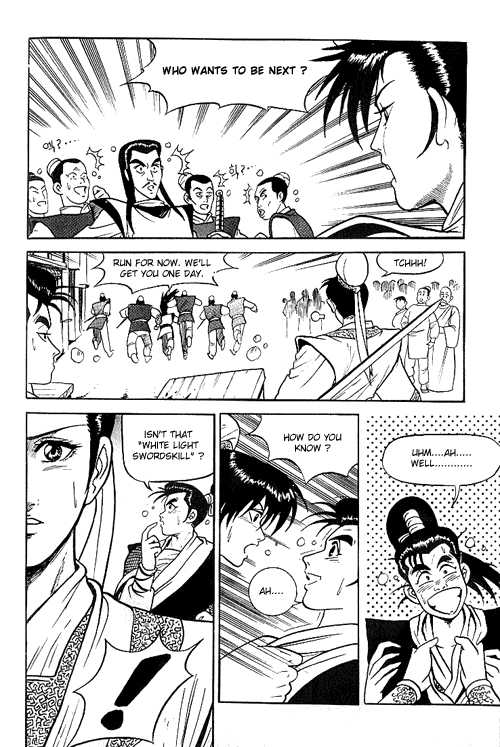 WHO WANTS TO BE NEXT ?
RUN FOR NOW. WE'LL
GET YOU ONE DAY.
TCHHH!
ISN'T THAT
"WHITE LIGHT
SWORDSKILL" ?
!
HOW DO YOU
KNOW ?
AH....
UHM....AH.....
WELL.............